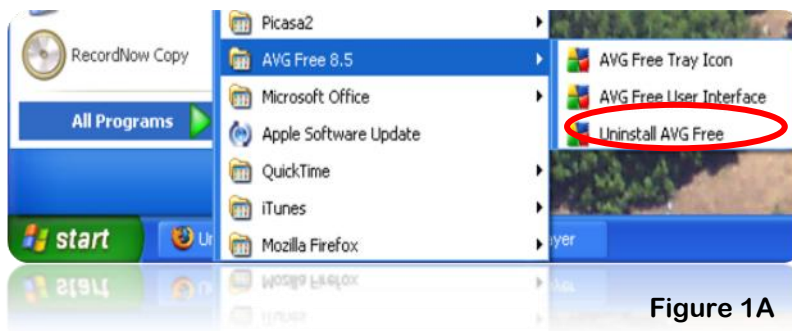 Picasa2
RecordNow Copy
AVG Free 8.5
AVG Free Tray Icon
Microsoft Office
AVG Free User Interface
All Programs
Apple Software Update
Uninstall AVG Free
QuickTime
iTunes
start
Mozilla Firefox
Figure 1A